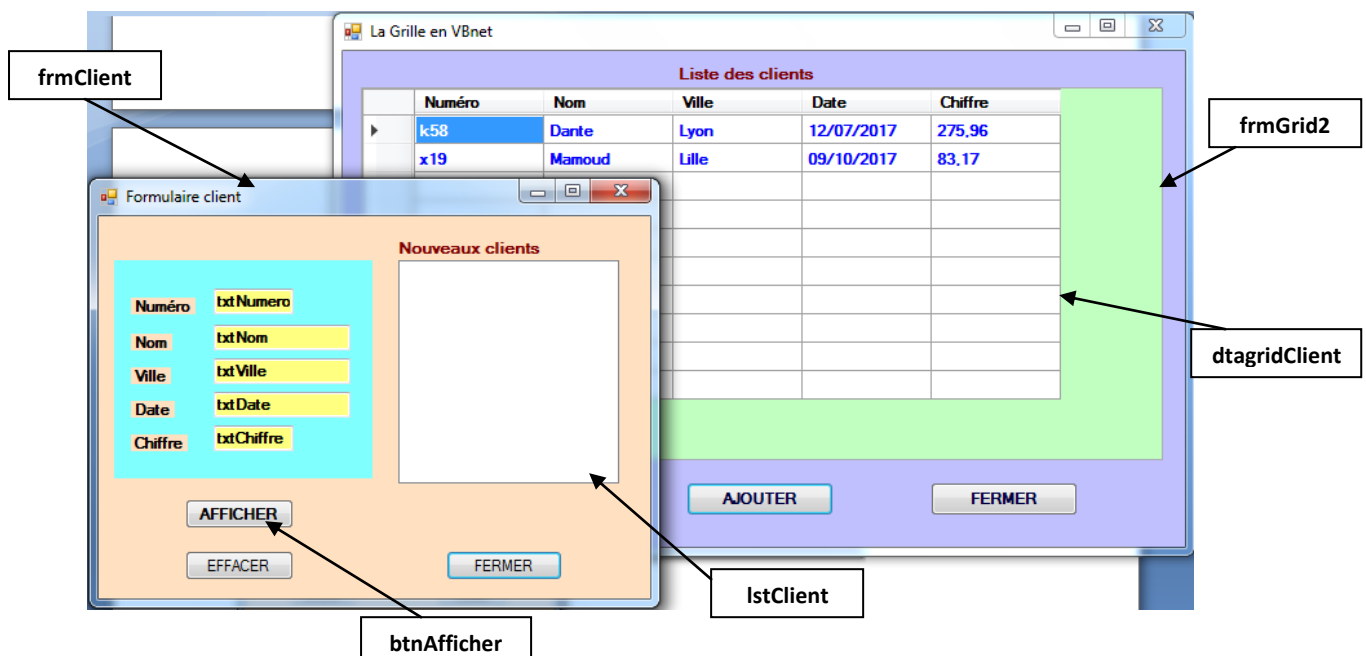 La Grille en VBnet
frmClient
Liste des clients
Numéro Nom Ville Date Chiffre
k58 Dante Lyon 12/07/2017 275,96
x19 Mamoud Lille 09/10/2017 83,17
frmGrid2
Formulaire client
Nouveaux clients
Numéro txtNumero
Nom txtNom
Ville txtVille
Date txtDate
Chiffre txtChiffre
dtagridClient
AJOUTER FERMER
AFFICHER
EFFACER FERMER
lstClient
btnAfficher